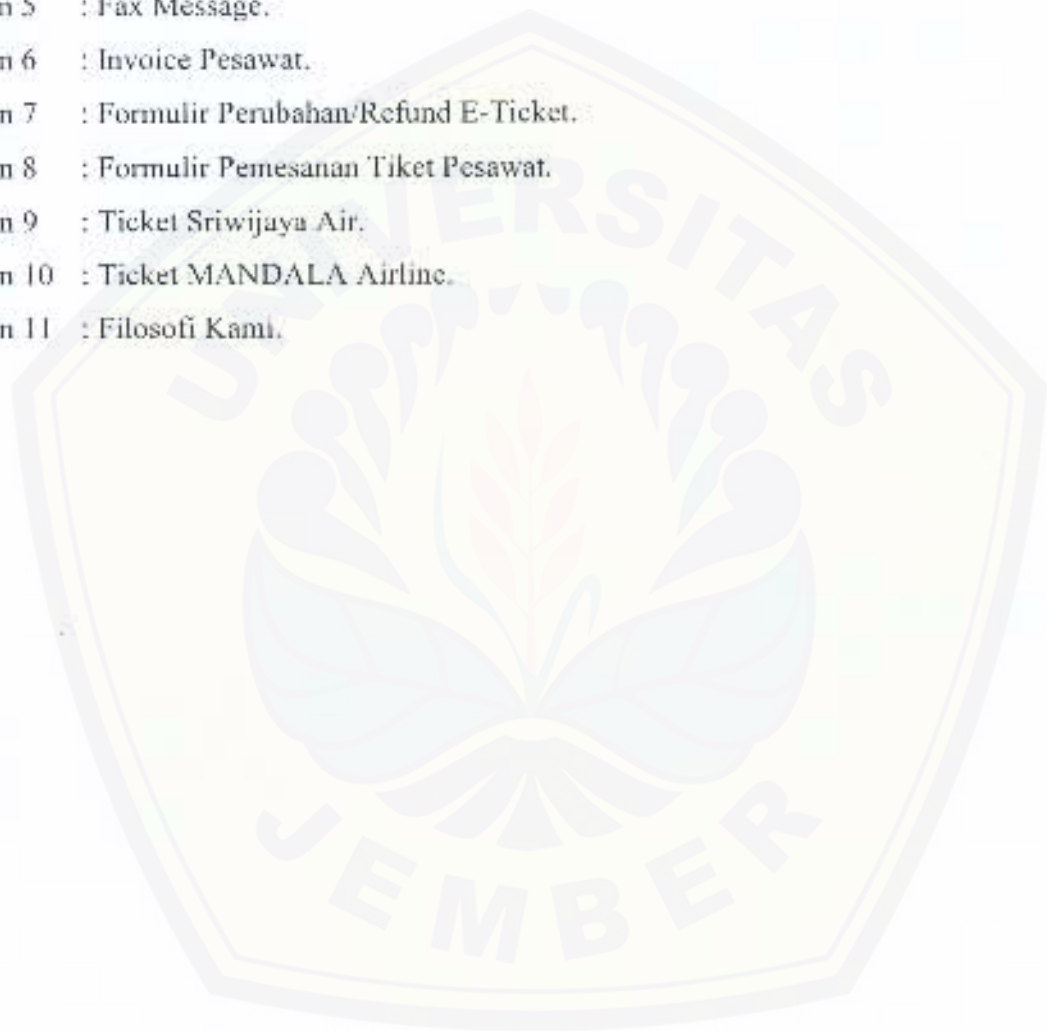 n 5 : Fax Message.
n 6 : Invoice Pesawat.
n 7 : Formulir Perubahan/Refund E-Ticket.
n 8 : Formulir Pemesanan Tiket Pesawat.
n 9 : Ticket Sriwijaya Air.
n 10 : Ticket MANDALA Airline.
n 11 : Filosofi Kami.
UNIVERSITAS
JEMBER